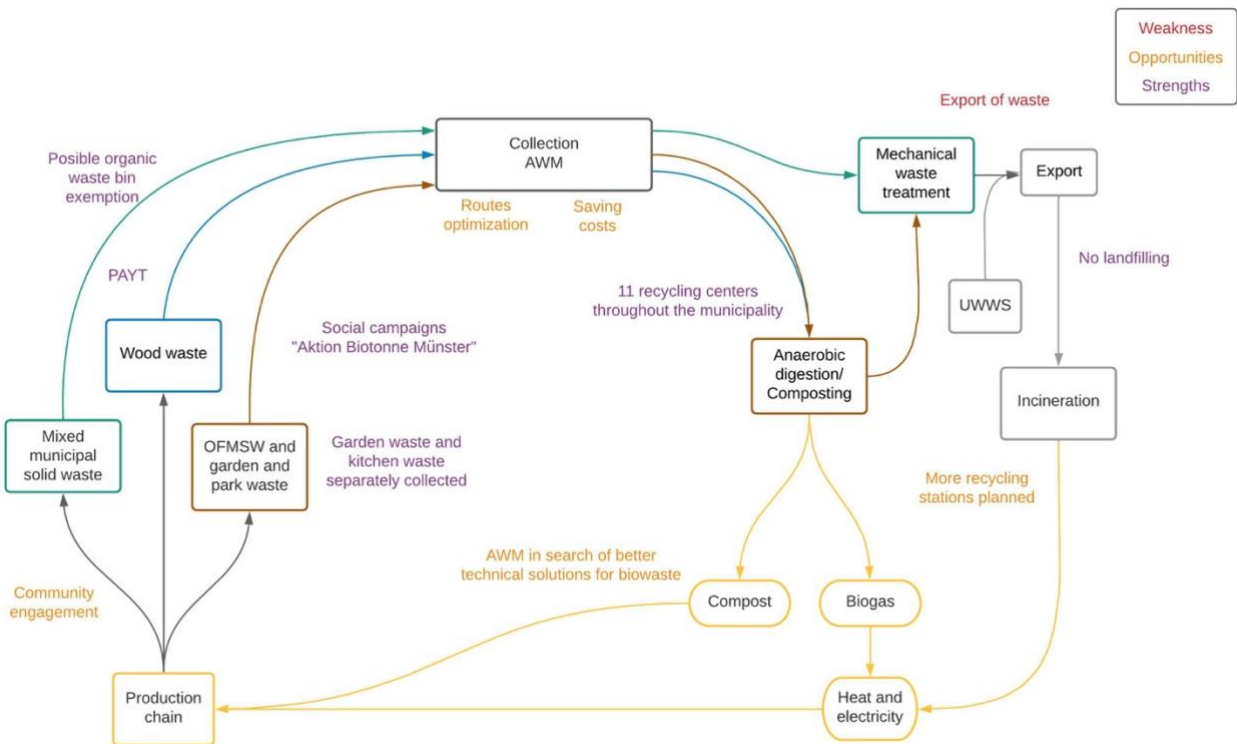 Weakness
Opportunities
Strengths
Export of waste
Collection
AWM
Mechanical
waste
treatment
Export
Posible organic
waste bin
exemption
Routes
optimization
Saving
costs
No landfilling
PAYT
11 recycling centers
throughout the municipality
UWWS
Social campaigns
"Aktion Biotonne Münster"
Wood waste
Anaerobic
digestion/
Composting
Incineration
Mixed
municipal
solid waste
OFMSW and
garden and
park waste
Garden waste and
kitchen waste
separately collected
More recycling
stations planned
AWM in search of better
technical solutions for biowaste
Community
engagement
Compost
Biogas
Production
chain
Heat and
electricity